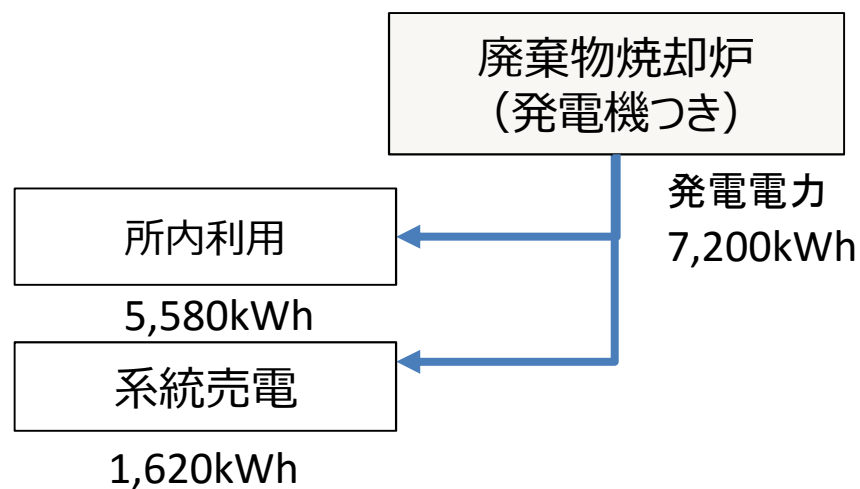 廃棄物焼却炉
（発電機つき）
発電電力
7,200kWh
所内利用
5,580kWh
系統売電
1,620kWh